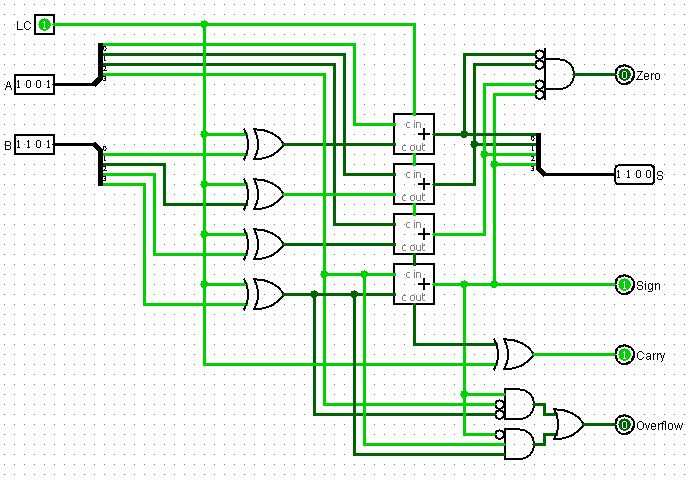 LC 1
A 1 0 0 1
0
1
2
3
B 1 1 0 1
0
1
2
3
c in + c out
c in + c out
c in + c out
c in + c out
0 Zero
0
1
2
3
1 1 0 0 S
1 Sign
1 Carry
0 Overflow